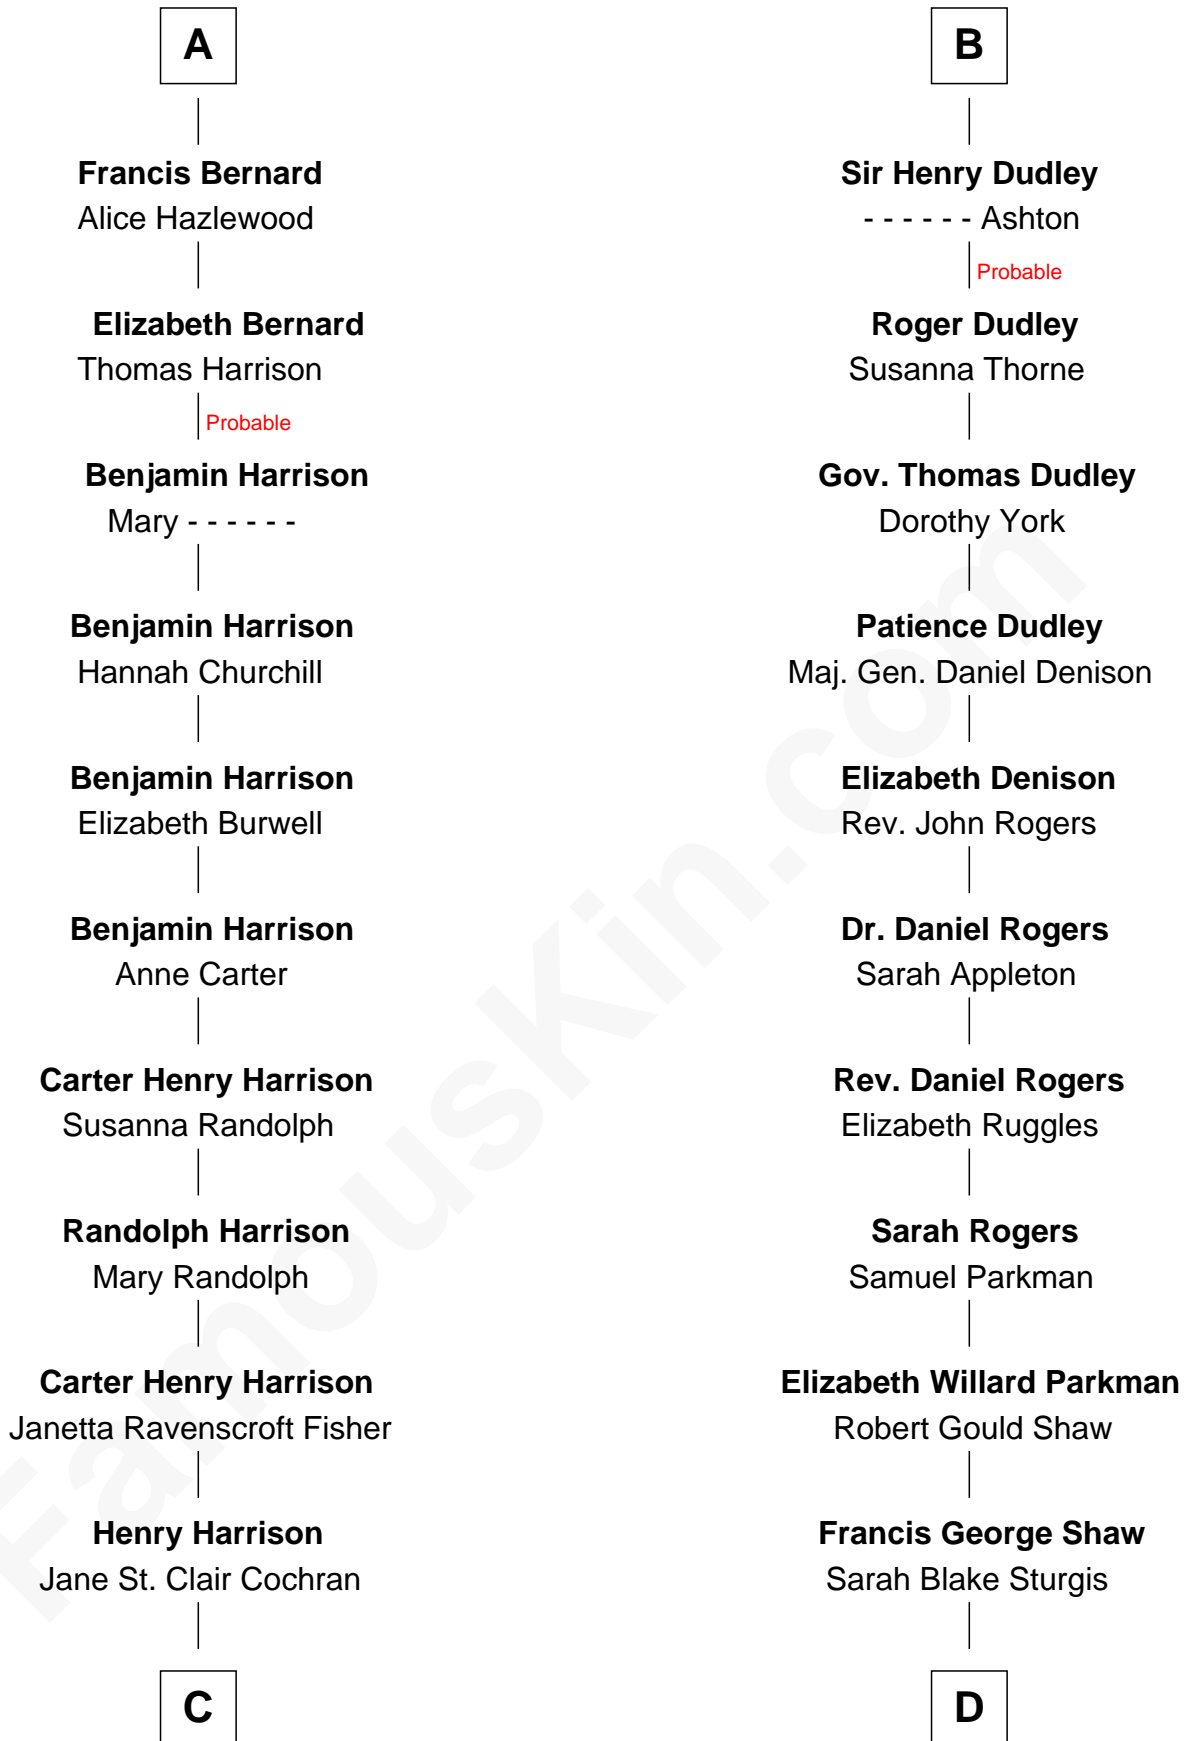 A
Francis Bernard
Alice Hazlewood
Elizabeth Bernard
Thomas Harrison
Probable
Benjamin Harrison
Mary - - - - - -
Benjamin Harrison
Hannah Churchill
Benjamin Harrison
Elizabeth Burwell
Benjamin Harrison
Anne Carter
Carter Henry Harrison
Susanna Randolph
Randolph Harrison
Mary Randolph
Carter Henry Harrison
Janetta Ravenscroft Fisher
Henry Harrison
Jane St. Clair Cochran
C
B
Sir Henry Dudley
- - - - - - Ashton
Probable
Roger Dudley
Susanna Thorne
Gov. Thomas Dudley
Dorothy York
Patience Dudley
Maj. Gen. Daniel Denison
Elizabeth Denison
Rev. John Rogers
Dr. Daniel Rogers
Sarah Appleton
Rev. Daniel Rogers
Elizabeth Ruggles
Sarah Rogers
Samuel Parkman
Elizabeth Willard Parkman
Robert Gould Shaw
Francis George Shaw
Sarah Blake Sturgis
D
FamousKin.com